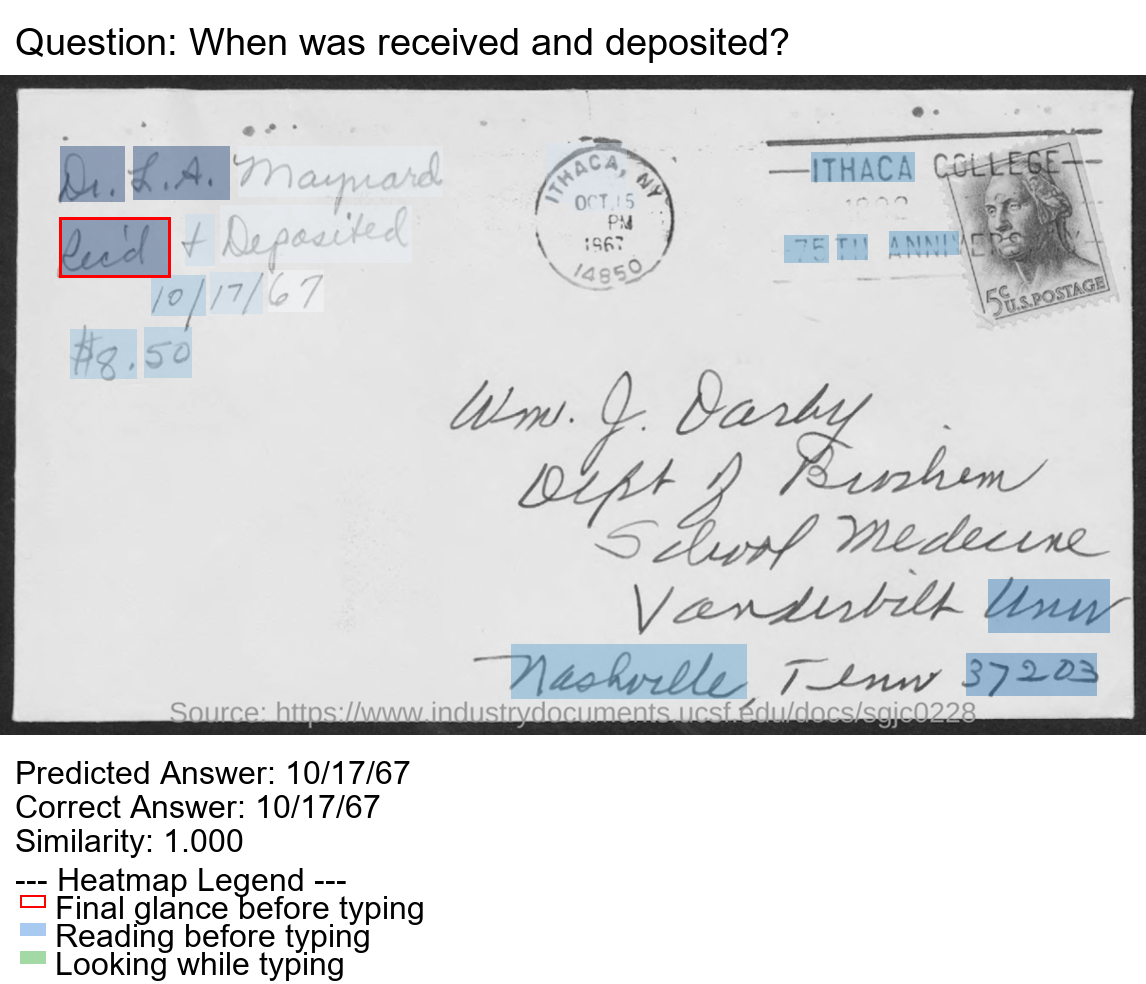 Question: When was received and deposited?
Dr. L.A. Maynard
Rec'd + Deposited
10/17/67
$8.50
ITHACA, NY
OCT 15
PM
1967
14850
ITHACA COLLEGE
75TH ANNIVERS
5c U.S. POSTAGE
Wm. J. Darby
Dept of Biochem
School Medecine
Vanderbilt Univ
Nashville, Tenn 37203
Source: https://www.industrydocuments.ucsf.edu/docs/sgjc0228
Predicted Answer: 10/17/67
Correct Answer: 10/17/67
Similarity: 1.000
--- Heatmap Legend ---
Final glance before typing
Reading before typing
Looking while typing